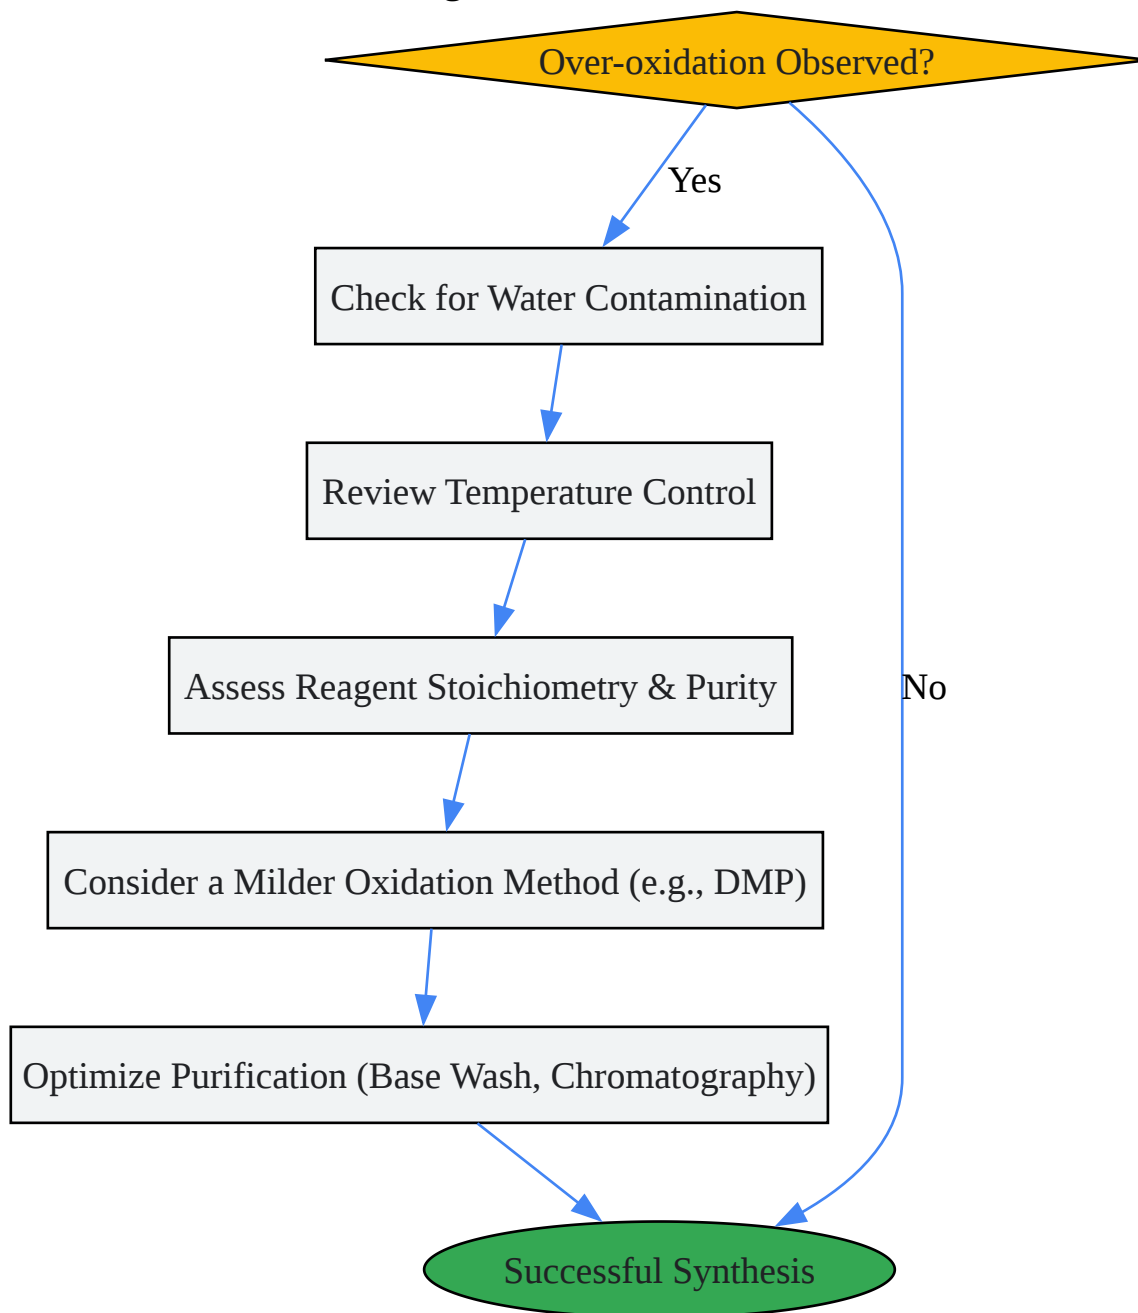 Over-oxidation Observed?
Yes
Check for Water Contamination
Review Temperature Control
Assess Reagent Stoichiometry & Purity
No
Consider a Milder Oxidation Method (e.g., DMP)
Optimize Purification (Base Wash, Chromatography)
Successful Synthesis